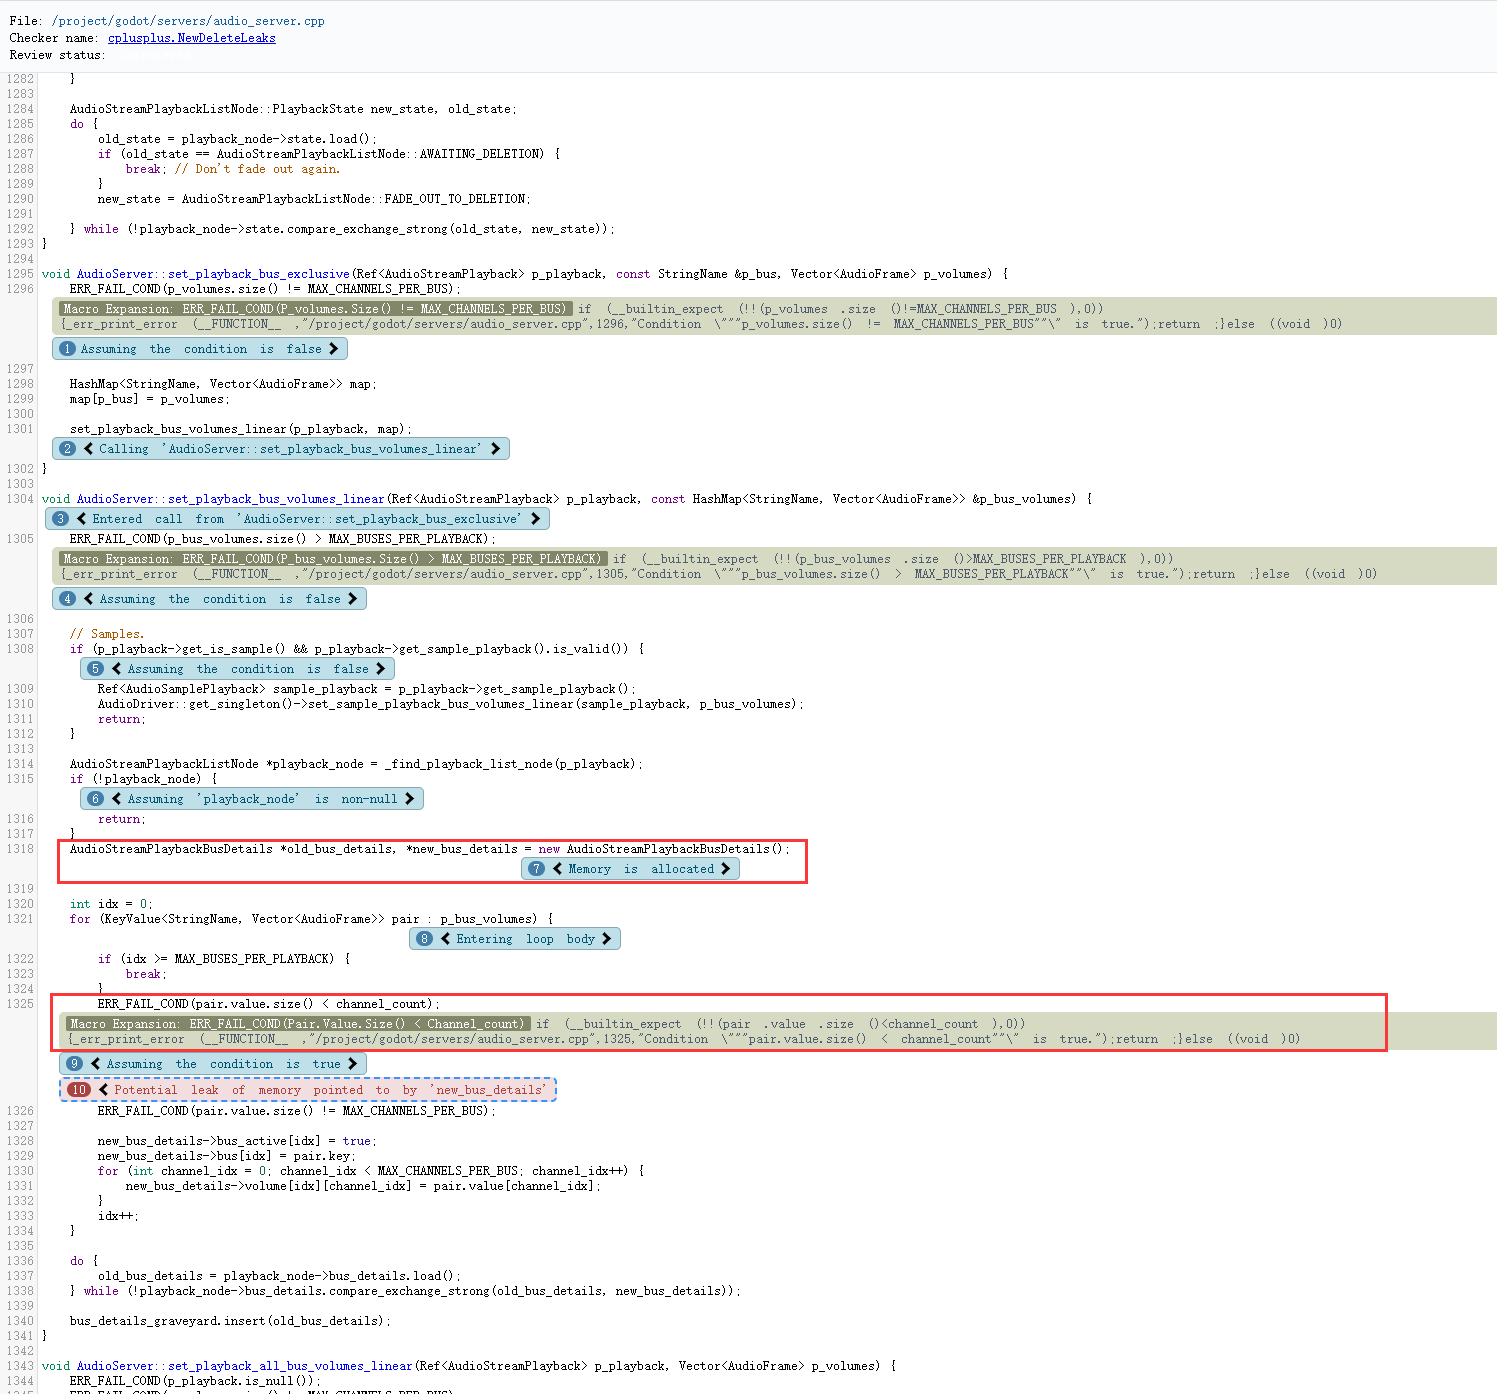 File: /project/godot/servers/audio_server.cpp
Checker name: cplusplus.NewDeleteLeaks
Review status:
1282     }
1283
1284     AudioStreamPlaybackListNode::PlaybackState new_state, old_state;
1285     do {
1286         old_state = playback_node->state.load();
1287         if (old_state == AudioStreamPlaybackListNode::AWAITING_DELETION) {
1288             break; // Don't fade out again.
1289         }
1290         new_state = AudioStreamPlaybackListNode::FADE_OUT_TO_DELETION;
1291
1292     } while (!playback_node->state.compare_exchange_strong(old_state, new_state));
1293 }
1294
1295 void AudioServer::set_playback_bus_exclusive(Ref<AudioStreamPlayback> p_playback, const StringName &p_bus, Vector<AudioFrame> p_volumes) {
1296     ERR_FAIL_COND(p_volumes.size() != MAX_CHANNELS_PER_BUS);
Macro Expansion: ERR_FAIL_COND(P_volumes.Size() != MAX_CHANNELS_PER_BUS) if (__builtin_expect (!!(p_volumes .size ()!=MAX_CHANNELS_PER_BUS ),0))
{_err_print_error (__FUNCTION__ ,"/project/godot/servers/audio_server.cpp",1296,"Condition \"""p_volumes.size() != MAX_CHANNELS_PER_BUS""\" is true.");return ;}else ((void )0)
1 Assuming the condition is false
1297
1298     HashMap<StringName, Vector<AudioFrame>> map;
1299     map[p_bus] = p_volumes;
1300
1301     set_playback_bus_volumes_linear(p_playback, map);
2 Calling 'AudioServer::set_playback_bus_volumes_linear'
1302 }
1303
1304 void AudioServer::set_playback_bus_volumes_linear(Ref<AudioStreamPlayback> p_playback, const HashMap<StringName, Vector<AudioFrame>> &p_bus_volumes) {
3 Entered call from 'AudioServer::set_playback_bus_exclusive'
1305     ERR_FAIL_COND(p_bus_volumes.size() > MAX_BUSES_PER_PLAYBACK);
Macro Expansion: ERR_FAIL_COND(P_bus_volumes.Size() > MAX_BUSES_PER_PLAYBACK) if (__builtin_expect (!!(p_bus_volumes .size ()>MAX_BUSES_PER_PLAYBACK ),0))
{_err_print_error (__FUNCTION__ ,"/project/godot/servers/audio_server.cpp",1305,"Condition \"""p_bus_volumes.size() > MAX_BUSES_PER_PLAYBACK""\" is true.");return ;}else ((void )0)
4 Assuming the condition is false
1306
1307     // Samples.
1308     if (p_playback->get_is_sample() && p_playback->get_sample_playback().is_valid()) {
5 Assuming the condition is false
1309         Ref<AudioSamplePlayback> sample_playback = p_playback->get_sample_playback();
1310         AudioDriver::get_singleton()->set_sample_playback_bus_volumes_linear(sample_playback, p_bus_volumes);
1311         return;
1312     }
1313
1314     AudioStreamPlaybackListNode *playback_node = _find_playback_list_node(p_playback);
1315     if (!playback_node) {
6 Assuming 'playback_node' is non-null
1316         return;
1317     }
1318     AudioStreamPlaybackBusDetails *old_bus_details, *new_bus_details = new AudioStreamPlaybackBusDetails();
7 Memory is allocated
1319
1320     int idx = 0;
1321     for (KeyValue<StringName, Vector<AudioFrame>> pair : p_bus_volumes) {
8 Entering loop body
1322         if (idx >= MAX_BUSES_PER_PLAYBACK) {
1323             break;
1324         }
1325         ERR_FAIL_COND(pair.value.size() < channel_count);
Macro Expansion: ERR_FAIL_COND(Pair.Value.Size() < Channel_count) if (__builtin_expect (!!(pair .value .size ()<channel_count ),0))
{_err_print_error (__FUNCTION__ ,"/project/godot/servers/audio_server.cpp",1325,"Condition \"""pair.value.size() < channel_count""\" is true.");return ;}else ((void )0)
9 Assuming the condition is true
10 Potential leak of memory pointed to by 'new_bus_details'
1326         ERR_FAIL_COND(pair.value.size() != MAX_CHANNELS_PER_BUS);
1327
1328         new_bus_details->bus_active[idx] = true;
1329         new_bus_details->bus[idx] = pair.key;
1330         for (int channel_idx = 0; channel_idx < MAX_CHANNELS_PER_BUS; channel_idx++) {
1331             new_bus_details->volume[idx][channel_idx] = pair.value[channel_idx];
1332         }
1333         idx++;
1334     }
1335
1336     do {
1337         old_bus_details = playback_node->bus_details.load();
1338     } while (!playback_node->bus_details.compare_exchange_strong(old_bus_details, new_bus_details));
1339
1340     bus_details_graveyard.insert(old_bus_details);
1341 }
1342
1343 void AudioServer::set_playback_all_bus_volumes_linear(Ref<AudioStreamPlayback> p_playback, Vector<AudioFrame> p_volumes) {
1344     ERR_FAIL_COND(p_playback.is_null());